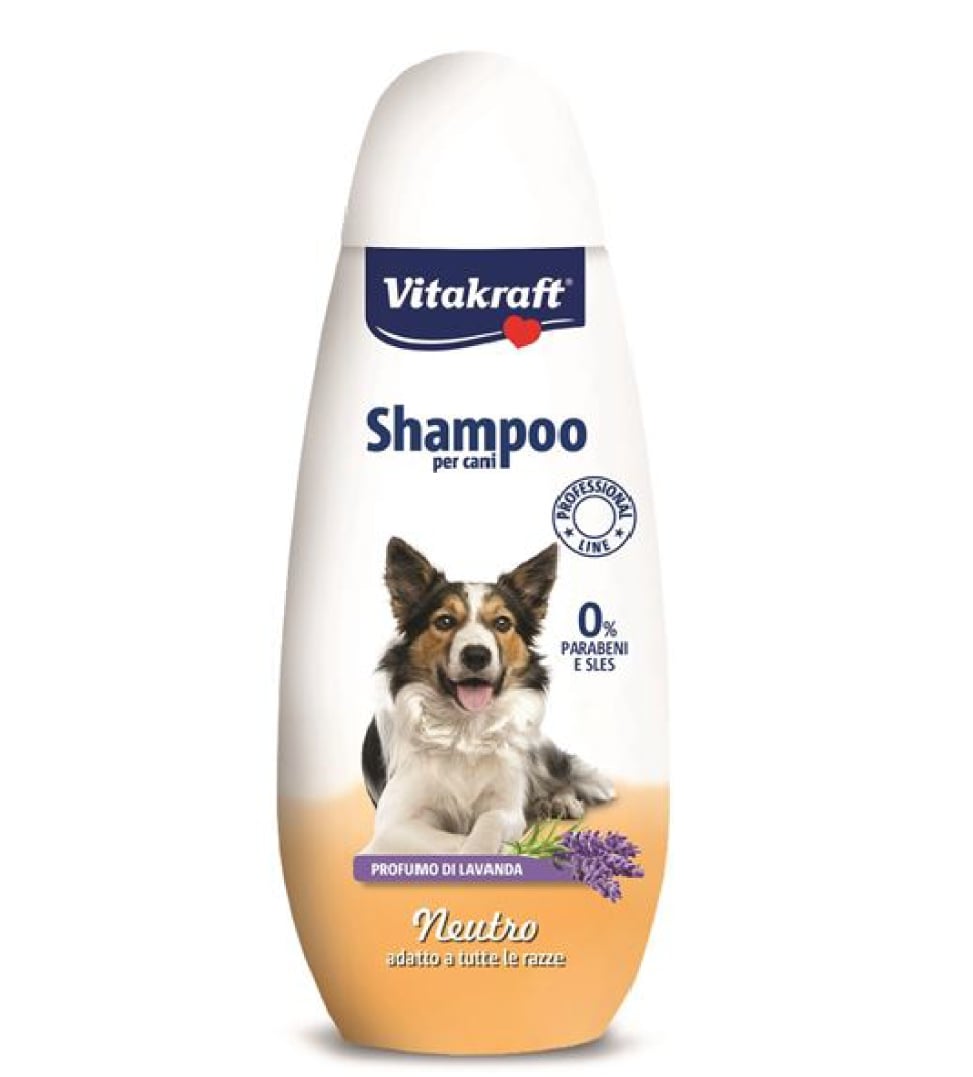 Vitakraft®
Shampoo
per cani
PROFESSIONAL
LINE
0%
PARABENI
E SLES
PROFUMO DI LAVANDA
Neutro
adatto a tutte le razze